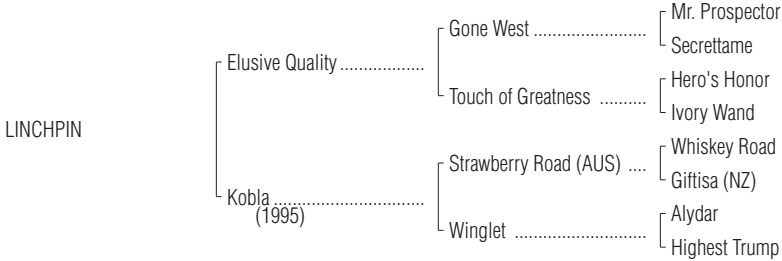 Mr. Prospector
Gone West
Secrettame
Elusive Quality
Hero's Honor
Touch of Greatness
Ivory Wand
LINCHPIN
Whiskey Road
Strawberry Road (AUS)
Giftisa (NZ)
Kobla
(1995)
Alydar
Winglet
Highest Trump